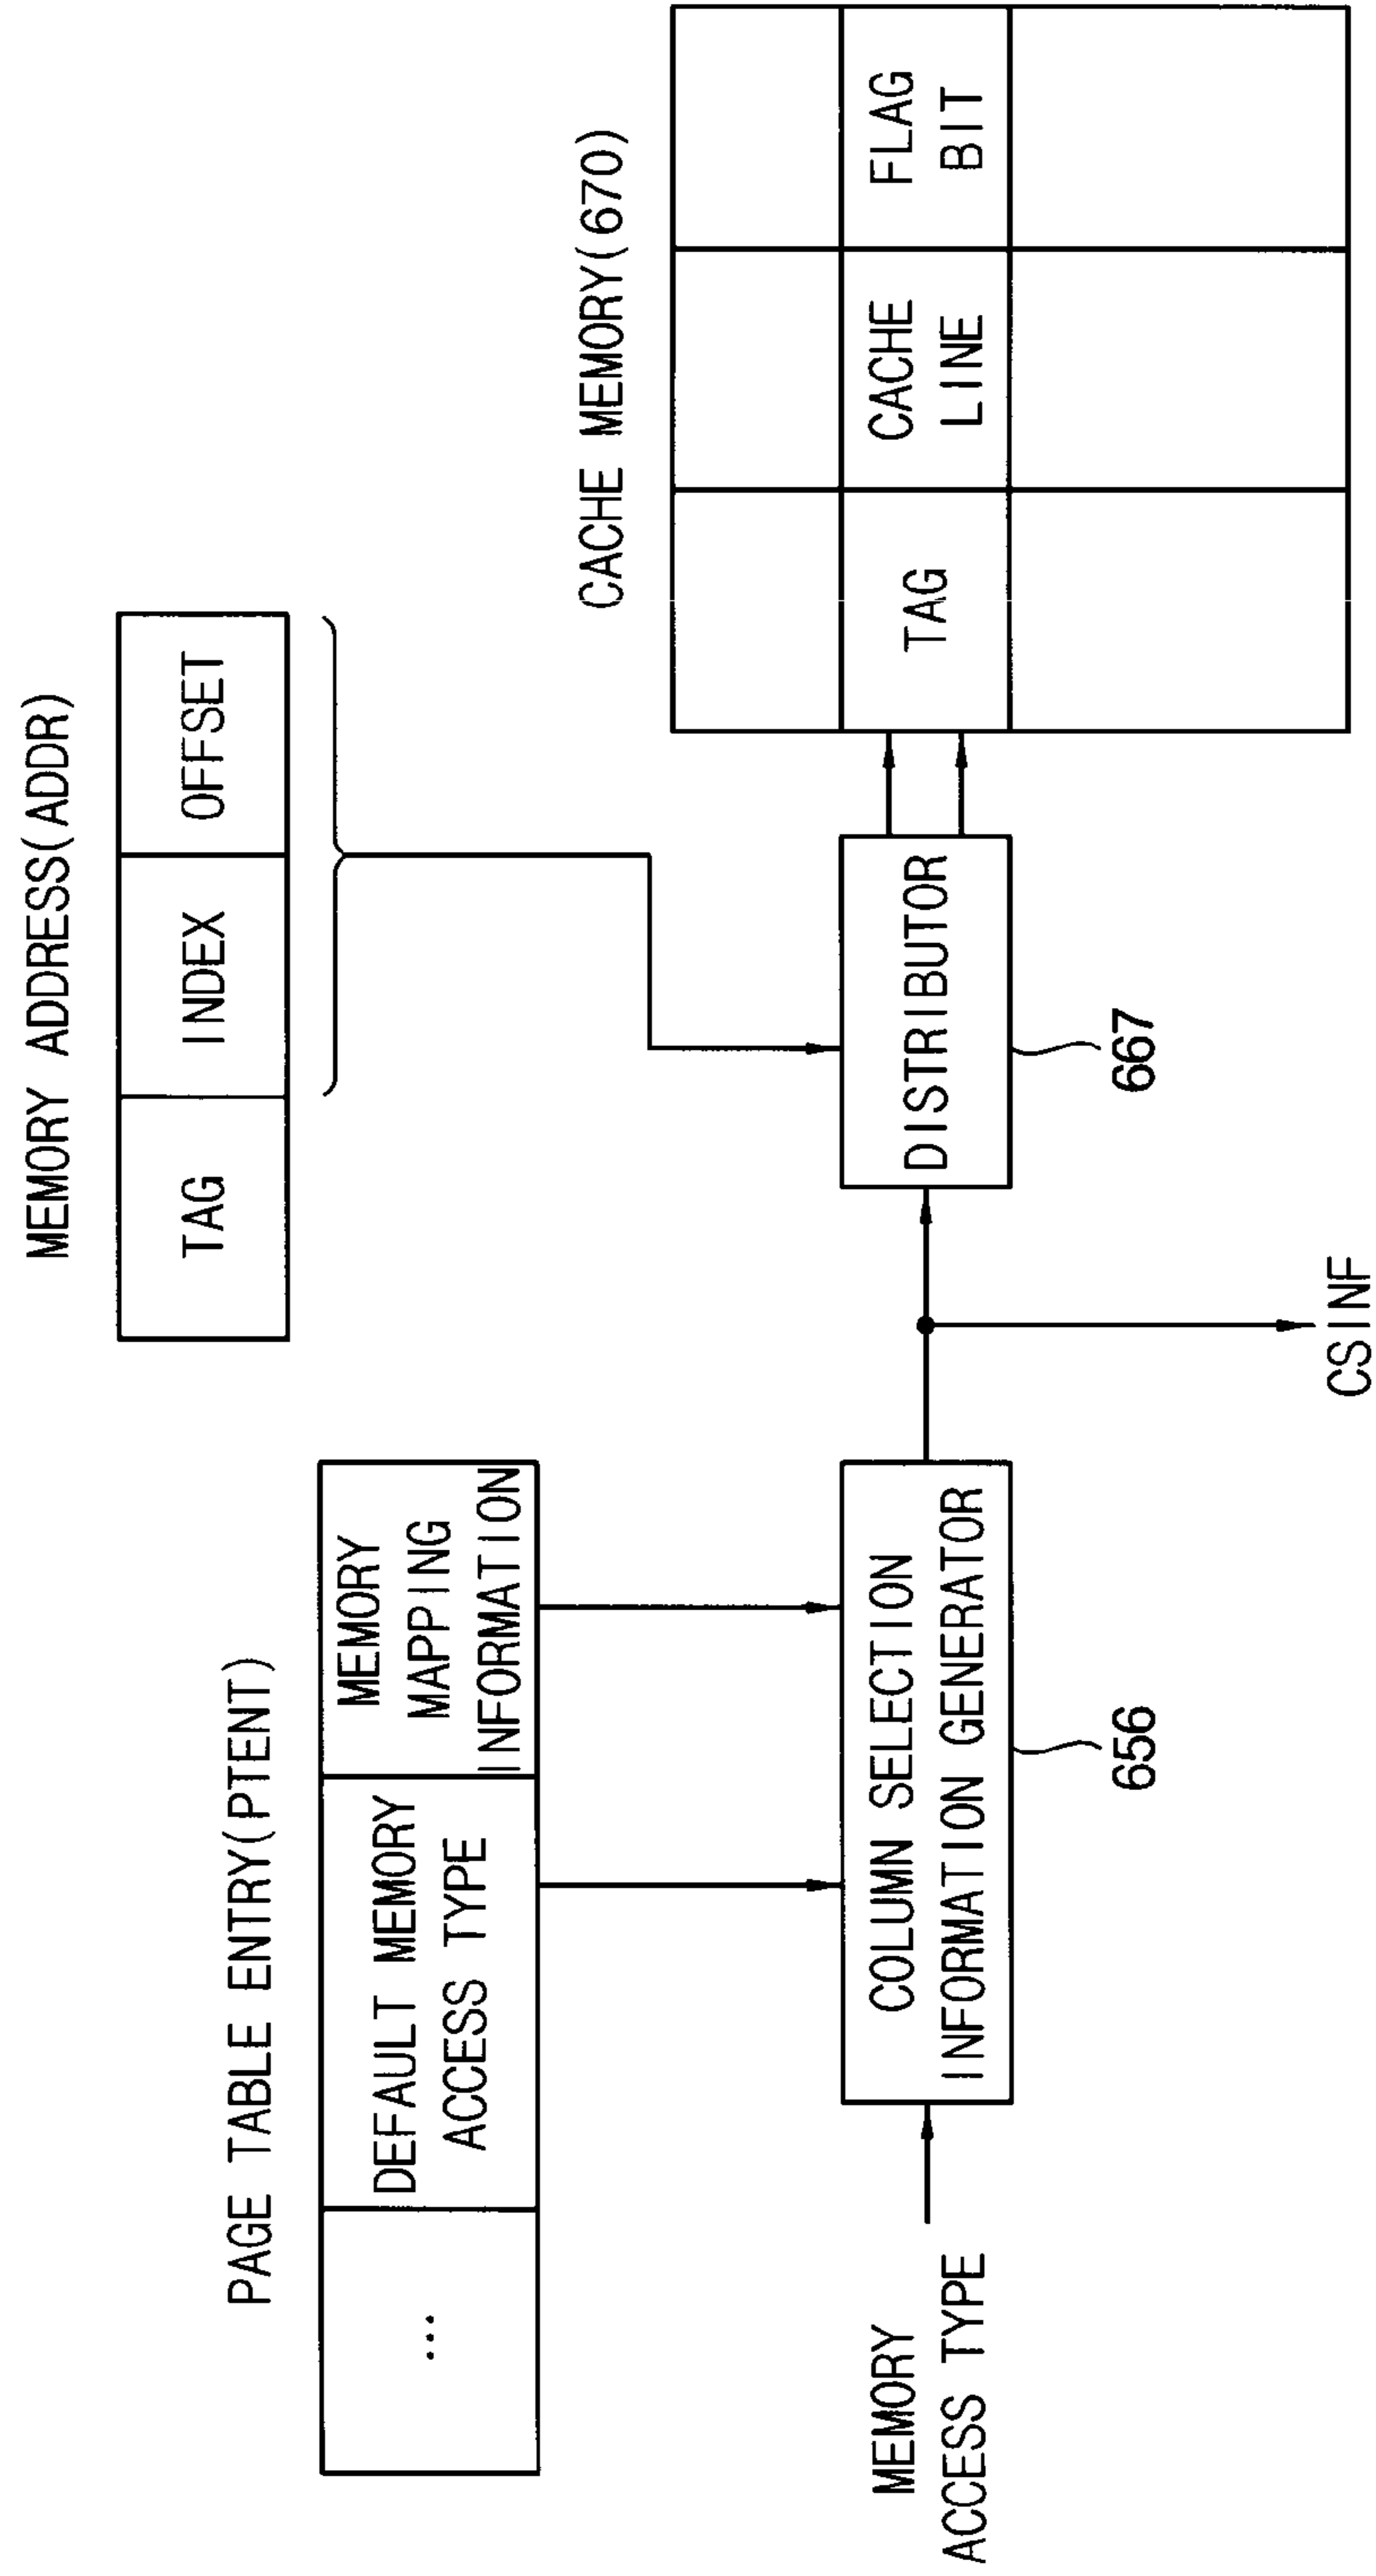 MEMORY ADDRESS(ADDR)
TAG
INDEX
OFFSET
PAGE TABLE ENTRY(PTENT)
...
DEFAULT MEMORY
ACCESS TYPE
MEMORY
MAPPING
INFORMATION
CACHE MEMORY(670)
MEMORY
ACCESS TYPE
COLUMN SELECTION
INFORMATION GENERATOR
656
CSINF
DISTRIBUTOR
667
TAG
CACHE
LINE
FLAG
BIT